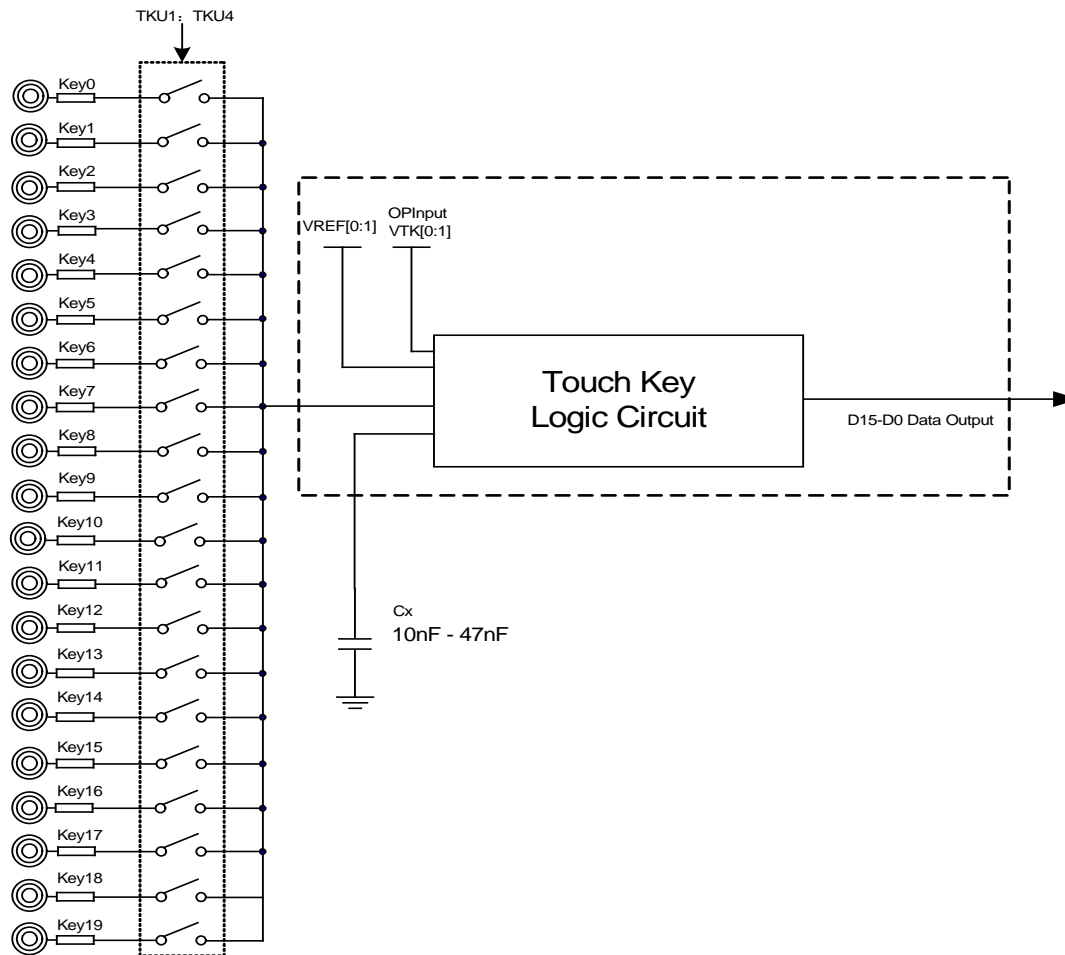 TKU1：TKU4
Key0
Key1
Key2
Key3
Key4
Key5
Key6
Key7
Key8
Key9
Key10
Key11
Key12
Key13
Key14
Key15
Key16
Key17
Key18
Key19
VREF[0:1]
OPInput
VTK[0:1]
Touch Key
Logic Circuit
D15-D0 Data Output
Cx
10nF - 47nF